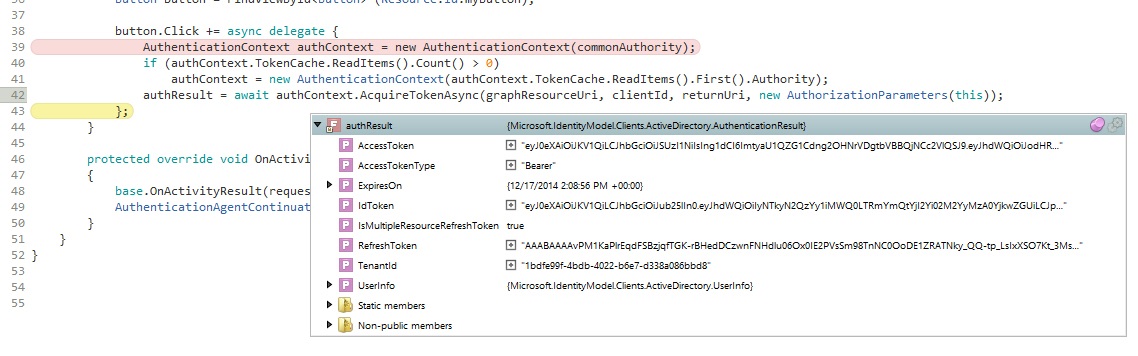 36 Button button = FindViewById<Button> (Resource.Id.myButton);
37
38 button.Click += async delegate {
39 AuthenticationContext authContext = new AuthenticationContext(commonAuthority);
40 if (authContext.TokenCache.ReadItems().Count() > 0)
41 authContext = new AuthenticationContext(authContext.TokenCache.ReadItems().First().Authority);
42 authResult = await authContext.AcquireTokenAsync(graphResourceUri, clientId, returnUri, new AuthorizationParameters(this));
43 };
44 }
45
46 protected override void OnActivi
47 {
48 base.OnActivityResult(reques
49 AuthenticationAgentContinuat
50 }
51 }
52 }
53
54
55
authResult {Microsoft.IdentityModel.Clients.ActiveDirectory.AuthenticationResult}
P AccessToken "eyJ0eXAiOiJKV1QiLCJhbGciOiJSUzI1NiIsIng1dCI6ImtyaU1QZG1Cdng2OHNrVDgtbVBBQjNCc2VlQSJ9.eyJhdWQiOiJodHR...
P AccessTokenType "Bearer"
P ExpiresOn {12/17/2014 2:08:56 PM +00:00}
P IdToken "eyJ0eXAiOiJKV1QiLCJhbGciOiJub25lIn0.eyJhdWQiOiIyNTkyN2QzZy1iMWQ0LTRmYmQtYjI2Yi02M2YyMzA0YjkwZGUiLCJp...
P IsMultipleResourceRefreshToken true
P RefreshToken "AAABAAAAvPM1KaPlrEqdFSBzjqfTGK-rBHedDCzwnFNHdlu06Ox0IE2PVsSm98TnNC0OoDE1ZRATNky_QQ-tp_LsIxXSO7Kt_3Ms...
P TenantId "1bdfe99f-4bdb-4022-b6e7-d338a086bbd8"
P UserInfo {Microsoft.IdentityModel.Clients.ActiveDirectory.UserInfo}
Static members
Non-public members